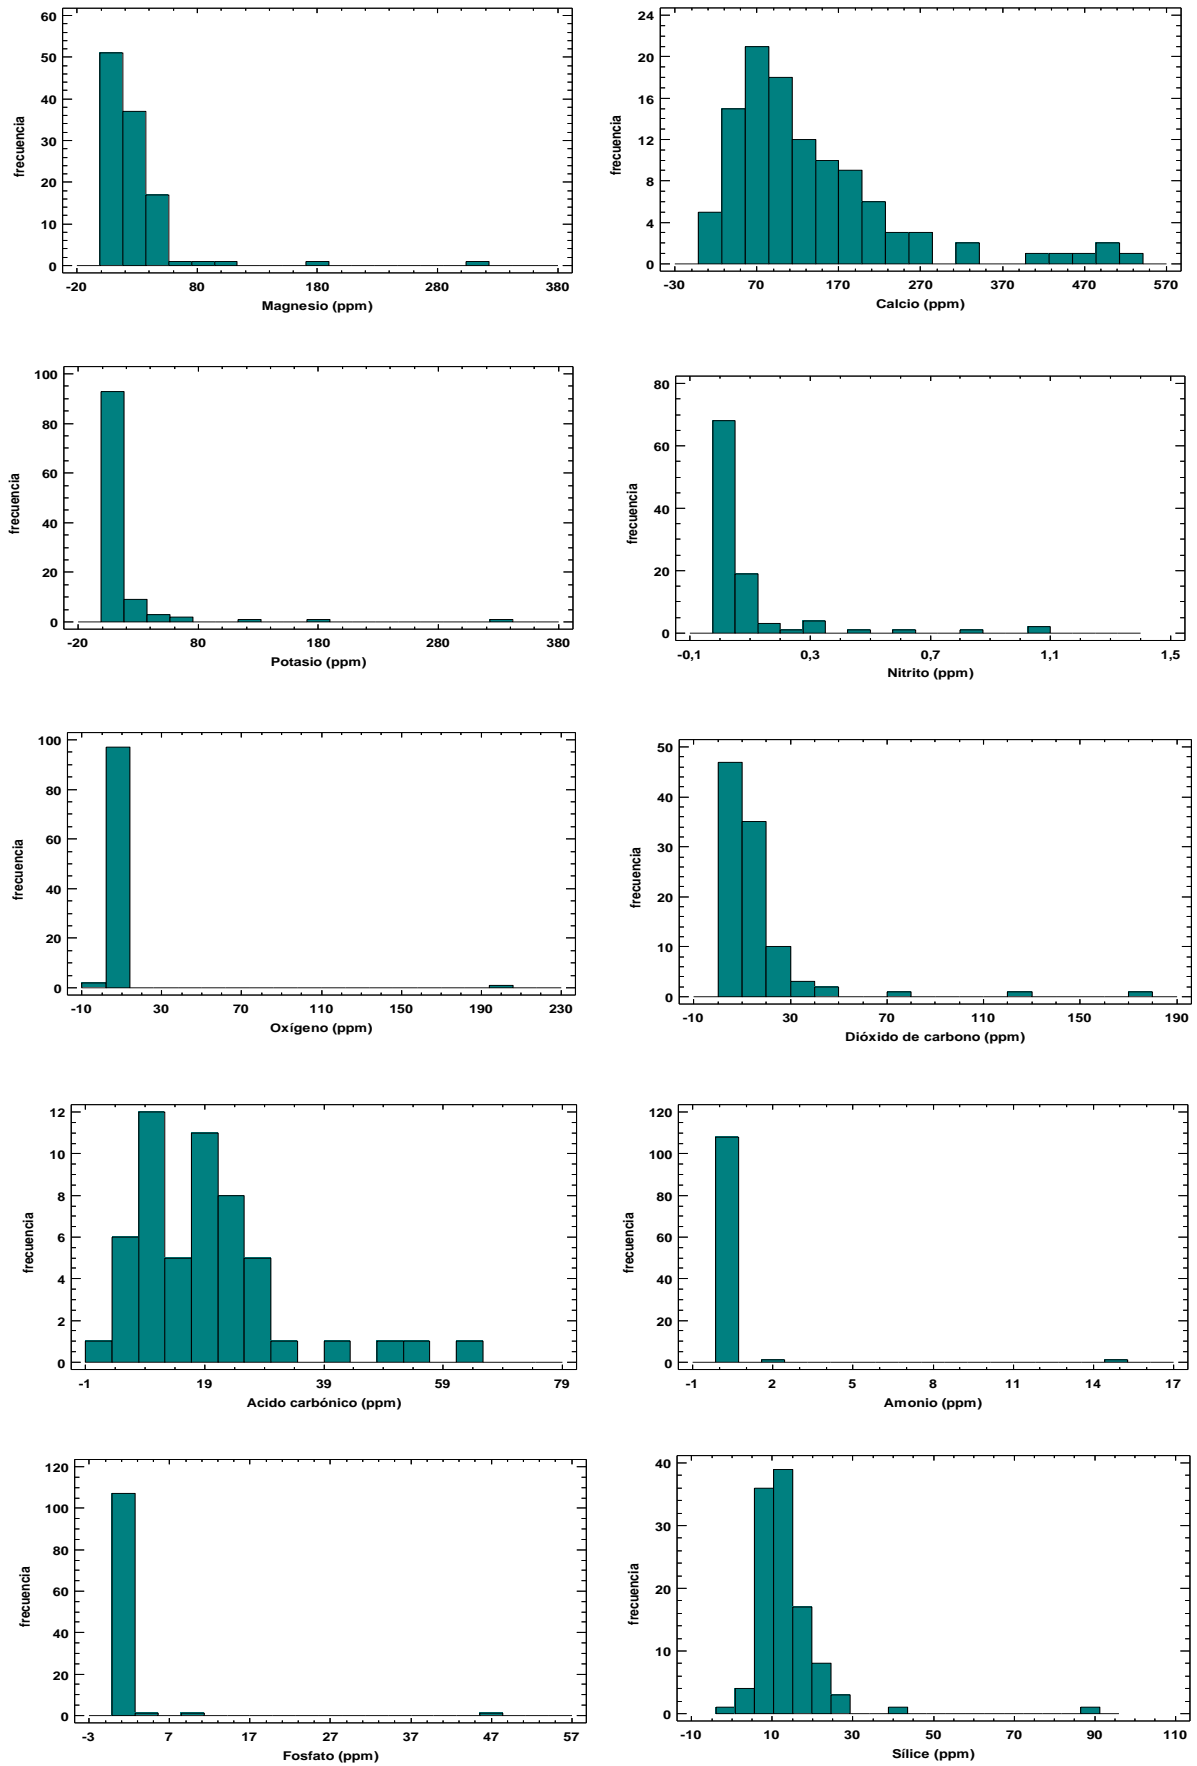 60
50
40
30
20
10
0
frecuencia
-20 80 180 280 380
Magnesio (ppm)
24
20
16
12
8
4
0
frecuencia
-30 70 170 270 370 470 570
Calcio (ppm)
100
80
60
40
20
0
frecuencia
-20 80 180 280 380
Potasio (ppm)
80
60
40
20
0
frecuencia
-0,1 0,3 0,7 1,1 1,5
Nitrito (ppm)
100
80
60
40
20
0
frecuencia
-10 30 70 110 150 190 230
Oxígeno (ppm)
50
40
30
20
10
0
frecuencia
-10 30 70 110 150 190
Dióxido de carbono (ppm)
12
10
8
6
4
2
0
frecuencia
-1 19 39 59 79
Acido carbónico (ppm)
120
100
80
60
40
20
0
frecuencia
-1 2 5 8 11 14 17
Amonio (ppm)
120
100
80
60
40
20
0
frecuencia
-3 7 17 27 37 47 57
Fosfato (ppm)
40
30
20
10
0
frecuencia
-10 10 30 50 70 90 110
Sílice (ppm)